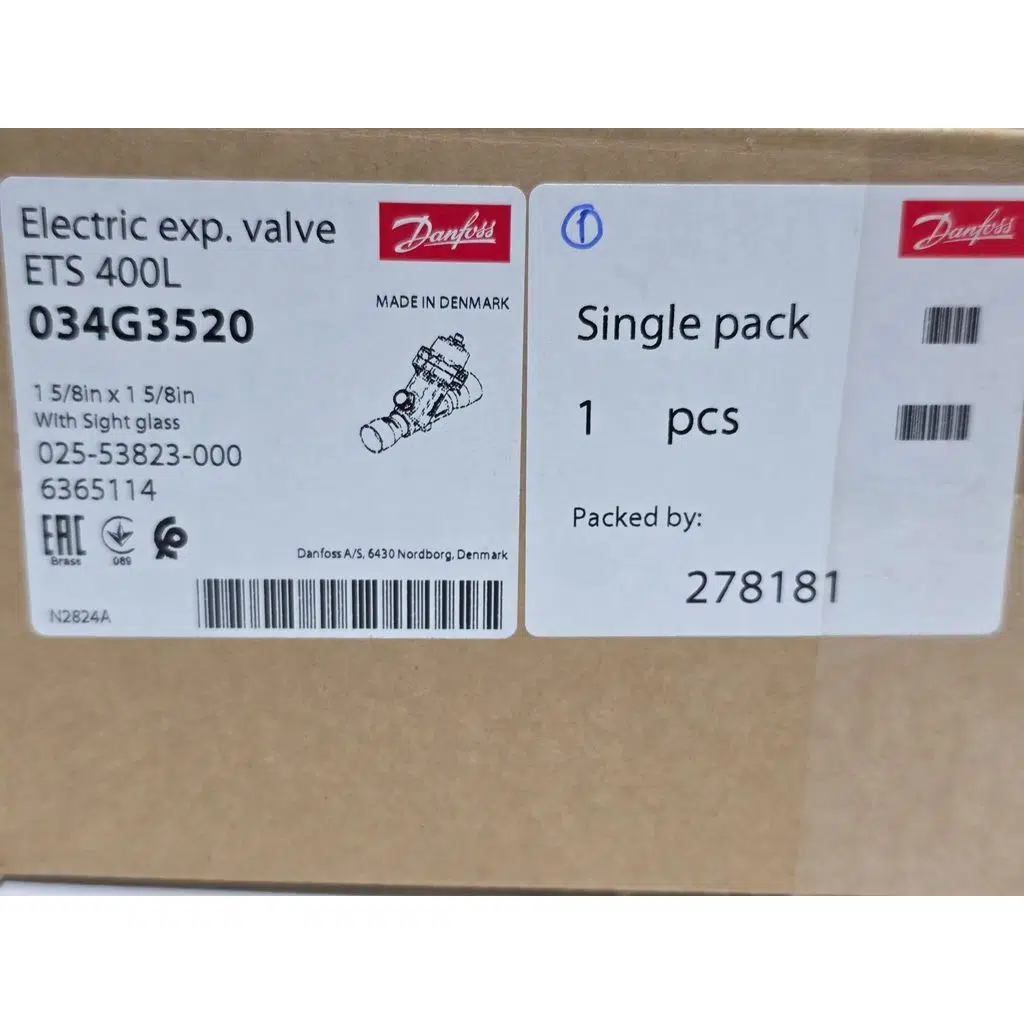 Electric exp. valve
ETS 400L
034G3520
Danfoss
MADE IN DENMARK
1 5/8in x 1 5/8in
With Sight glass
025-53823-000
6365114
EAC
Brass
089
Danfoss A/S, 6430 Nordborg, Denmark
N2824A
1
Danfoss
Single pack
1 pcs
Packed by:
278181